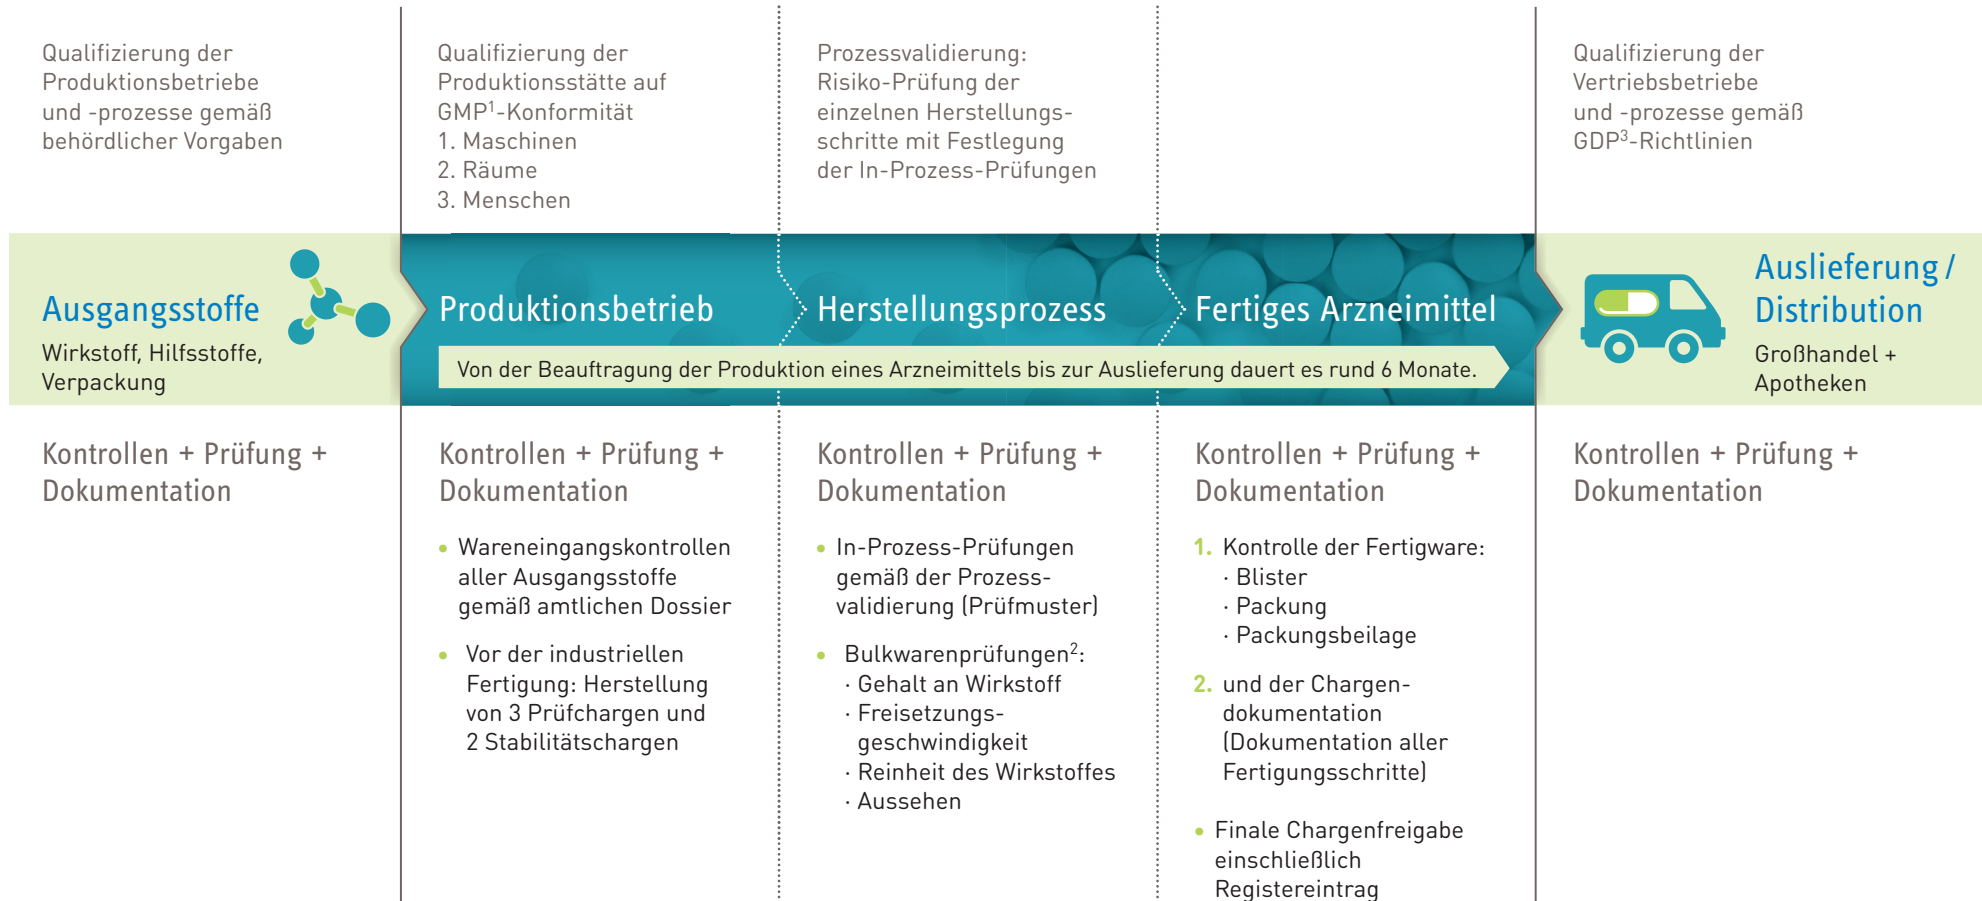 Qualifizierung der
Produktionsbetriebe
und -prozesse gemäß
behördlicher Vorgaben
Qualifizierung der
Produktionsstätte auf
GMP¹-Konformität
1. Maschinen
2. Räume
3. Menschen
Prozessvalidierung:
Risiko-Prüfung der
einzelnen Herstellungs-
schritte mit Festlegung
der In-Prozess-Prüfungen
Qualifizierung der
Vertriebsbetriebe
und -prozesse gemäß
GDP³-Richtlinien
Ausgangsstoffe
Wirkstoff, Hilfsstoffe,
Verpackung
Produktionsbetrieb
Herstellungsprozess
Fertiges Arzneimittel
Von der Beauftragung der Produktion eines Arzneimittels bis zur Auslieferung dauert es rund 6 Monate.
Auslieferung /
Distribution
Großhandel +
Apotheken
Kontrollen + Prüfung +
Dokumentation
Kontrollen + Prüfung +
Dokumentation
• Wareneingangskontrollen
aller Ausgangsstoffe
gemäß amtlichen Dossier
• Vor der industriellen
Fertigung: Herstellung
von 3 Prüfchargen und
2 Stabilitätschargen
Kontrollen + Prüfung +
Dokumentation
• In-Prozess-Prüfungen
gemäß der Prozess-
validierung (Prüfmuster)
• Bulkwarenprüfungen²:
· Gehalt an Wirkstoff
· Freisetzungs-
geschwindigkeit
· Reinheit des Wirkstoffes
· Aussehen
Kontrollen + Prüfung +
Dokumentation
1. Kontrolle der Fertigware:
· Blister
· Packung
· Packungsbeilage
2. und der Chargen-
dokumentation
(Dokumentation aller
Fertigungsschritte)
• Finale Chargenfreigabe
einschließlich
Registereintrag
Kontrollen + Prüfung +
Dokumentation